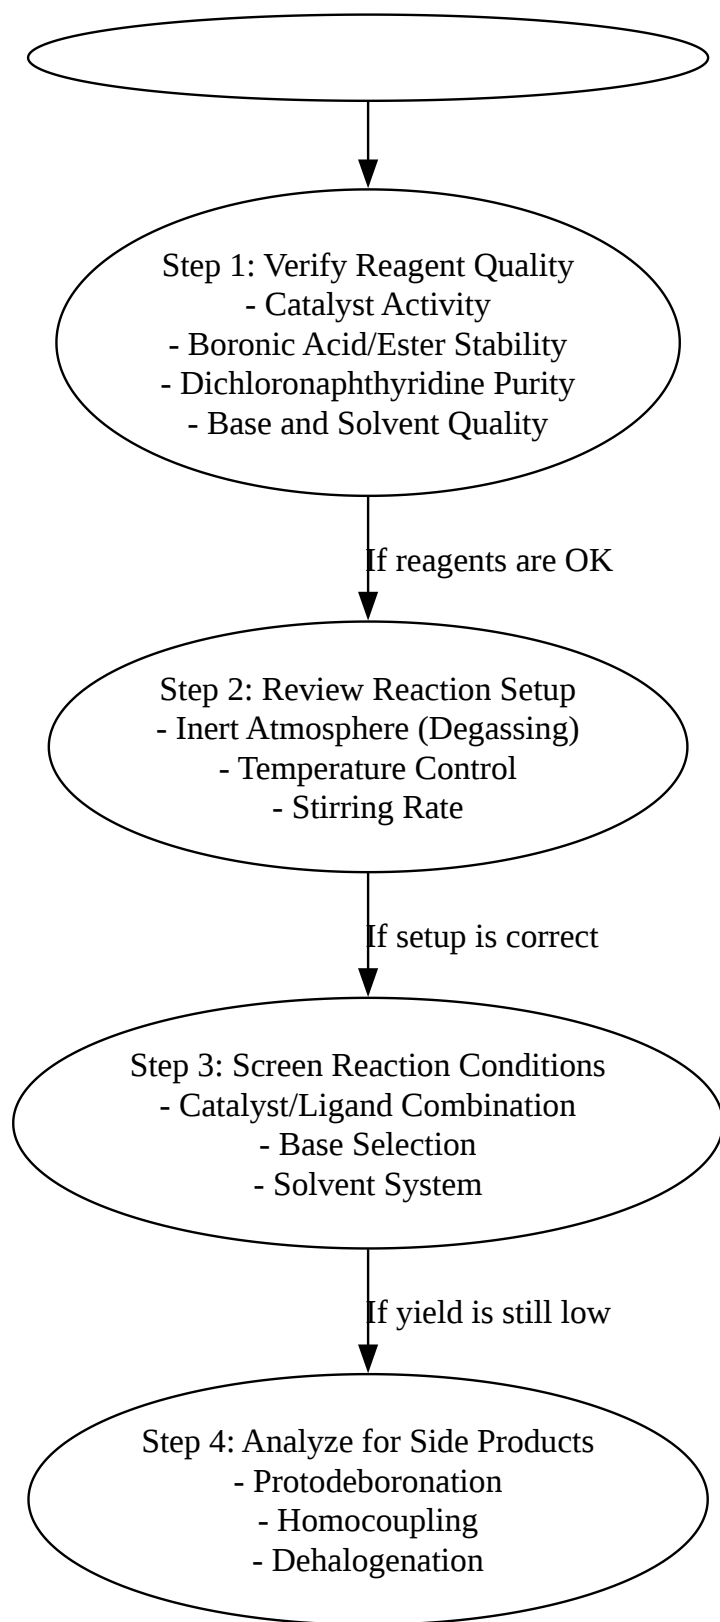 Step 1: Verify Reagent Quality
- Catalyst Activity
- Boronic Acid/Ester Stability
- Dichloronaphthyridine Purity
- Base and Solvent Quality
If reagents are OK
Step 2: Review Reaction Setup
- Inert Atmosphere (Degassing)
- Temperature Control
- Stirring Rate
If setup is correct
Step 3: Screen Reaction Conditions
- Catalyst/Ligand Combination
- Base Selection
- Solvent System
If yield is still low
Step 4: Analyze for Side Products
- Protodeboronation
- Homocoupling
- Dehalogenation